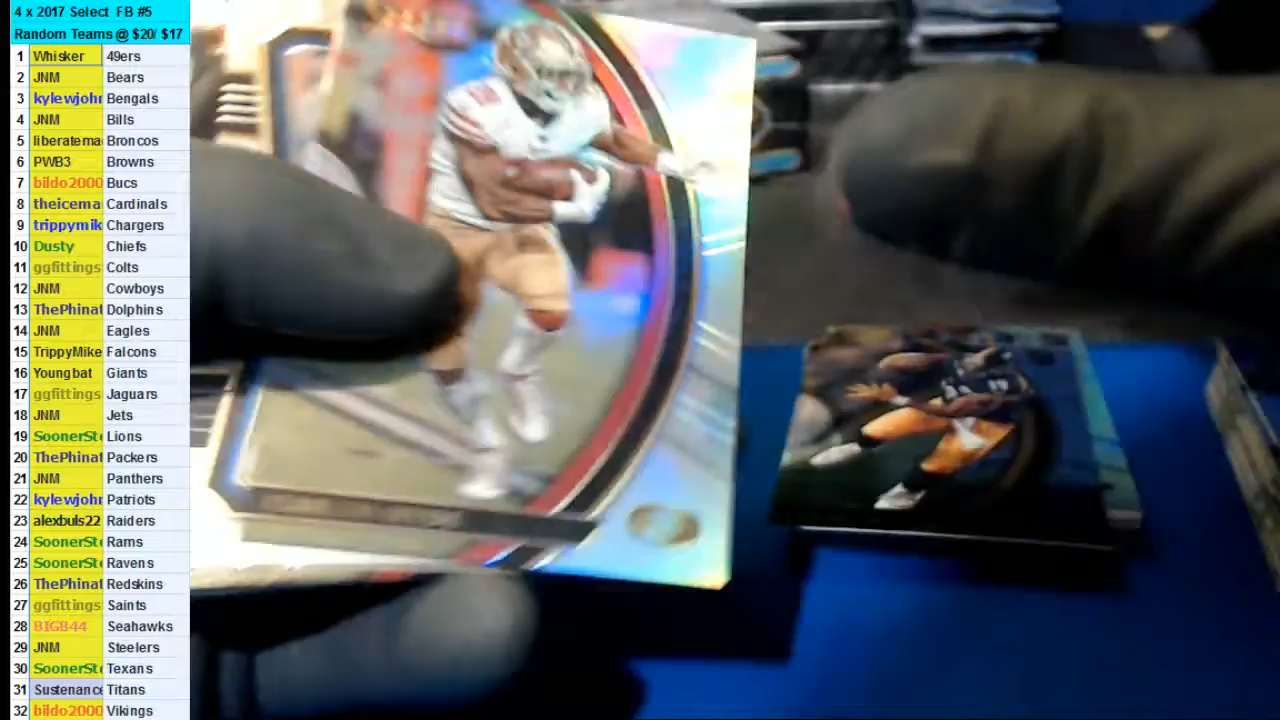 4 x 2017 Select FB #5
Random Teams @ $20/ $17
1 Whisker 49ers
2 JNM Bears
3 kylewjohr Bengals
4 JNM Bills
5 liberatema Broncos
6 PWB3 Browns
7 bildo2000 Bucs
8 theicema Cardinals
9 trippymik Chargers
10 Dusty Chiefs
11 ggfittings Colts
12 JNM Cowboys
13 ThePhinat Dolphins
14 JNM Eagles
15 TrippyMike Falcons
16 Youngbat Giants
17 ggfittings Jaguars
18 JNM Jets
19 SoonerSt Lions
20 ThePhinat Packers
21 JNM Panthers
22 kylewjohr Patriots
23 alexbuls22 Raiders
24 SoonerSt Rams
25 SoonerSt Ravens
26 ThePhinat Redskins
27 ggfittings Saints
28 BIGB44 Seahawks
29 JNM Steelers
30 SoonerSt Texans
31 Sustenance Titans
32 bildo2000 Vikings